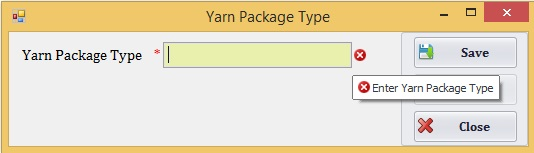 Yarn Package Type
Yarn Package Type *
Save
Enter Yarn Package Type
Close